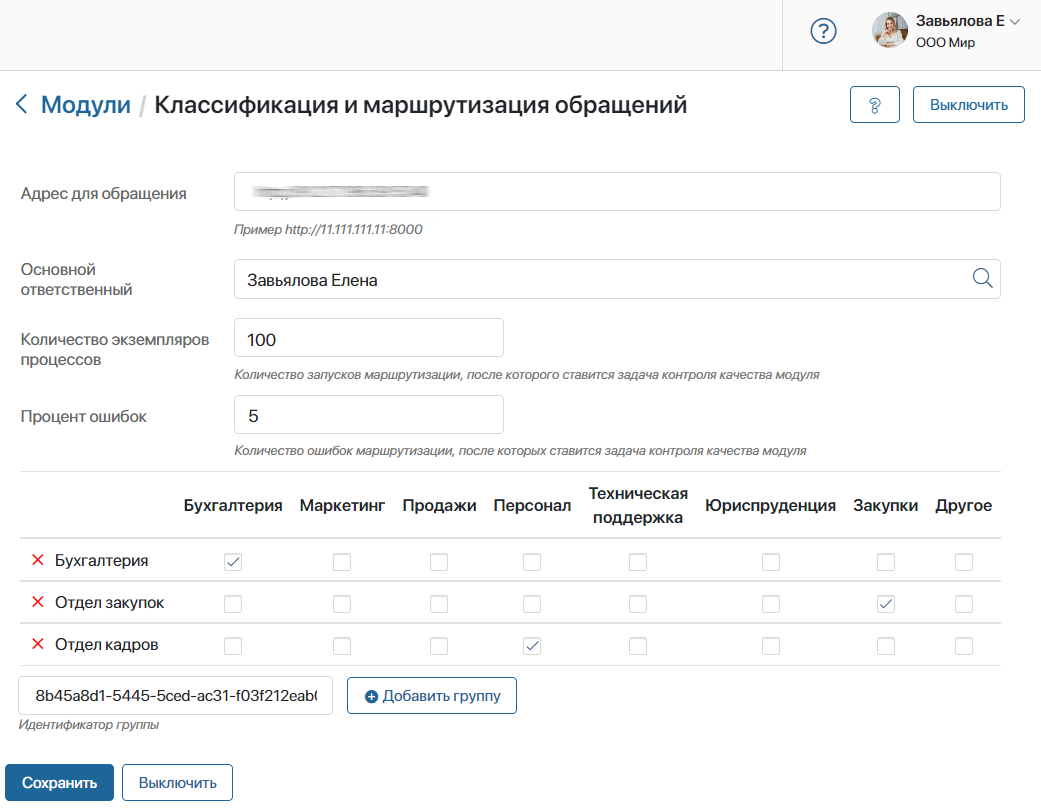 ?
Завьялова Е
ООО Мир
Модули / Классификация и маршрутизация обращений
?
Выключить
Адрес для обращения
Пример http://11.111.111.11:8000
Основной
ответственный
Завьялова Елена
Количество экземпляров
процессов
100
Количество запусков маршрутизации, после которого ставится задача контроля качества модуля
Процент ошибок
5
Количество ошибок маршрутизации, после которых ставится задача контроля качества модуля
Бухгалтерия Маркетинг Продажи Персонал Техническая поддержка Юриспруденция Закупки Другое
Бухгалтерия
Отдел закупок
Отдел кадров
8b45a8d1-5445-5ced-ac31-f03f212eab
Добавить группу
Идентификатор группы
Сохранить
Выключить